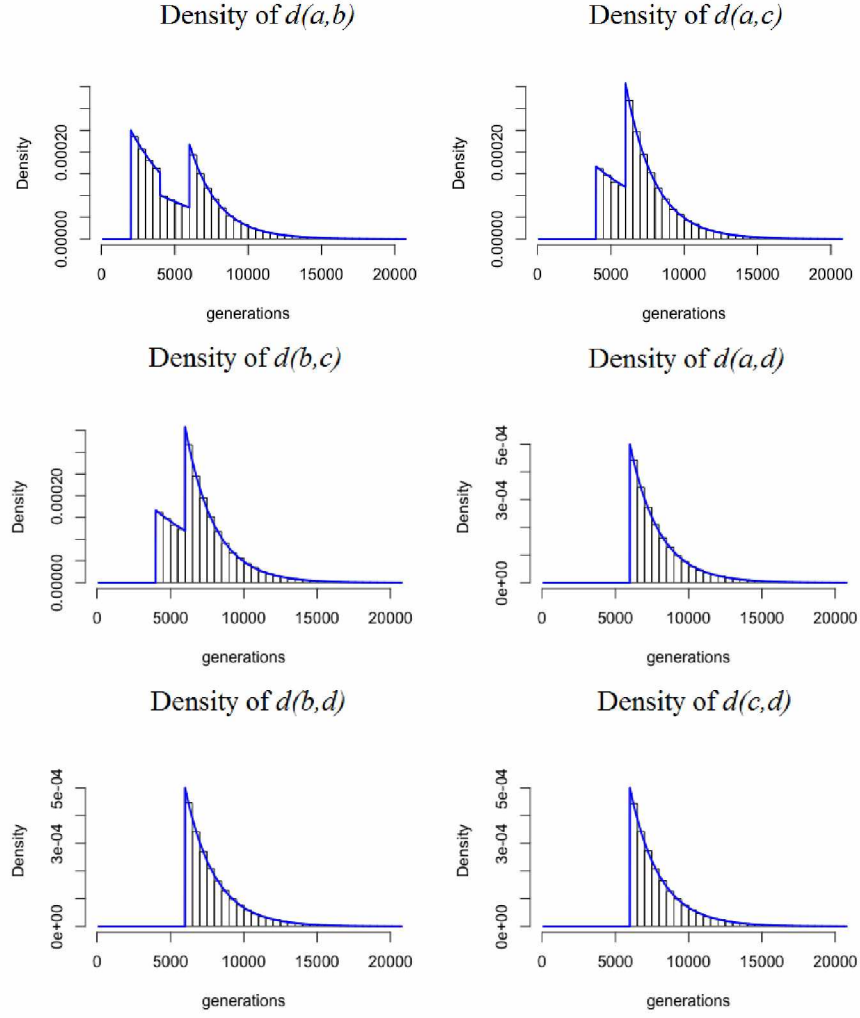 Density of d(a,b)
Density of d(a,c)
Density
0.00000 0.00020
0 5000 10000 15000 20000
generations
Density
0.00000 0.00020
0 5000 10000 15000 20000
generations
Density of d(b,c)
Density of d(a,d)
Density
0.00000 0.00020
0 5000 10000 15000 20000
generations
Density
0e+00 3e-04 5e-04
0 5000 10000 15000 20000
generations
Density of d(b,d)
Density of d(c,d)
Density
0e+00 3e-04 5e-04
0 5000 10000 15000 20000
generations
Density
0e+00 3e-04 5e-04
0 5000 10000 15000 20000
generations